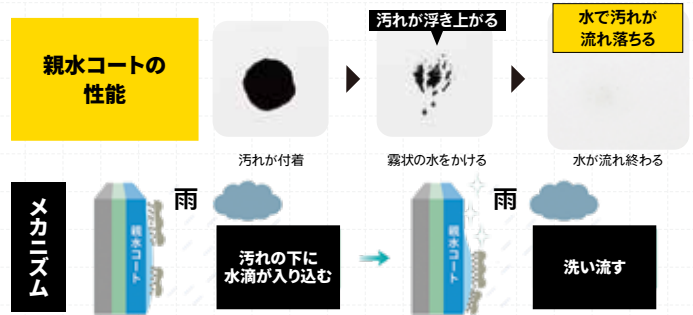 親水コートの
性能
汚れが浮き上がる
水で汚れが
流れ落ちる
汚れが付着
霧状の水をかける
水が流れ終わる
メカニズム
親水コート
雨
汚れの下に
水滴が入り込む
親水コート
雨
洗い流す